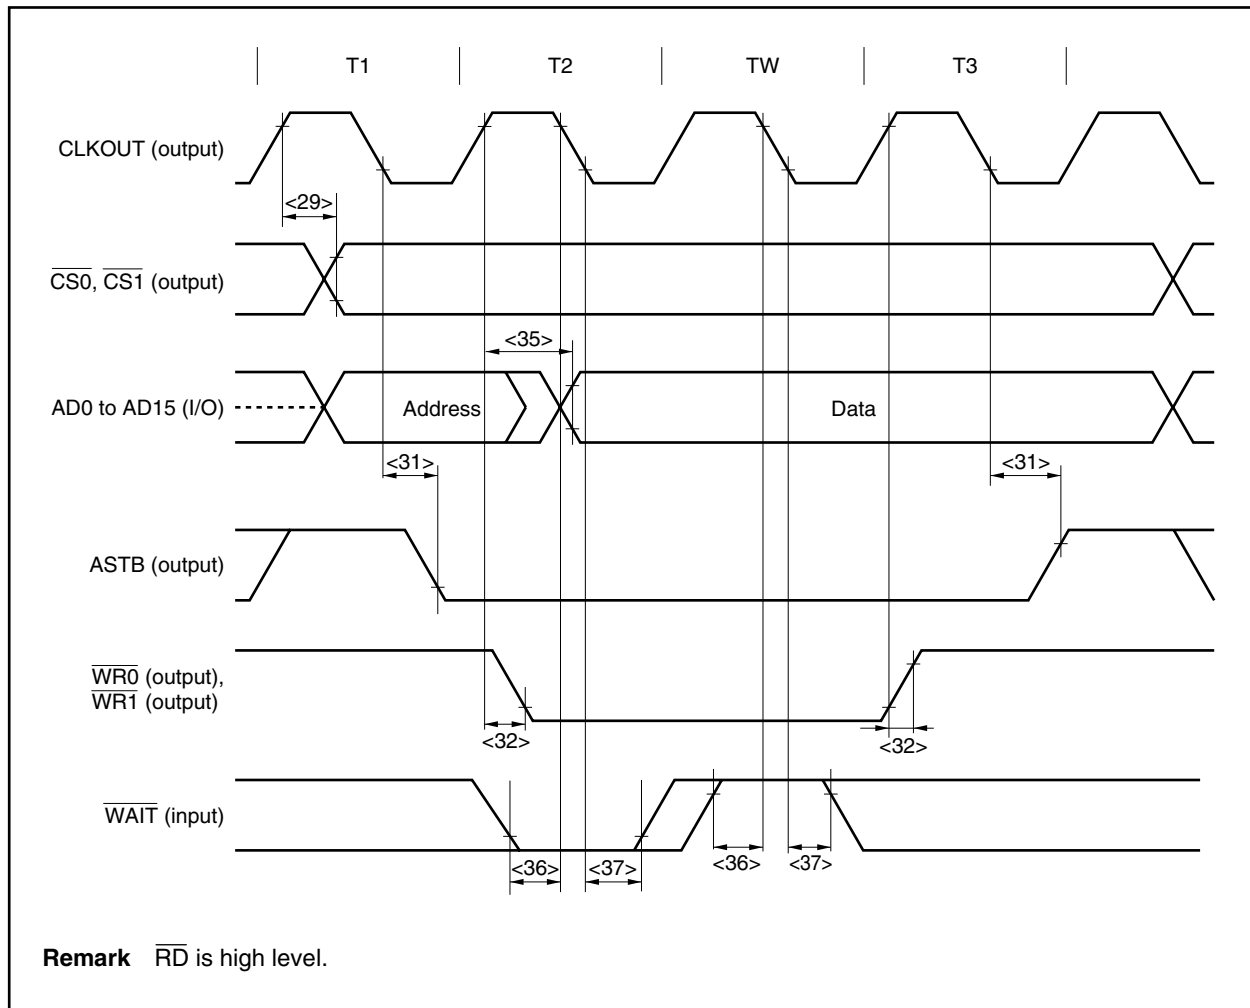 T1 T2 TW T3
CLKOUT (output)
<29>
CS0, CS1 (output)
<35>
AD0 to AD15 (I/O)
Address
Data
<31>
<31>
ASTB (output)
WR0 (output),
WR1 (output)
<32>
<32>
WAIT (input)
<36>
<37>
<36>
<37>
Remark RD is high level.